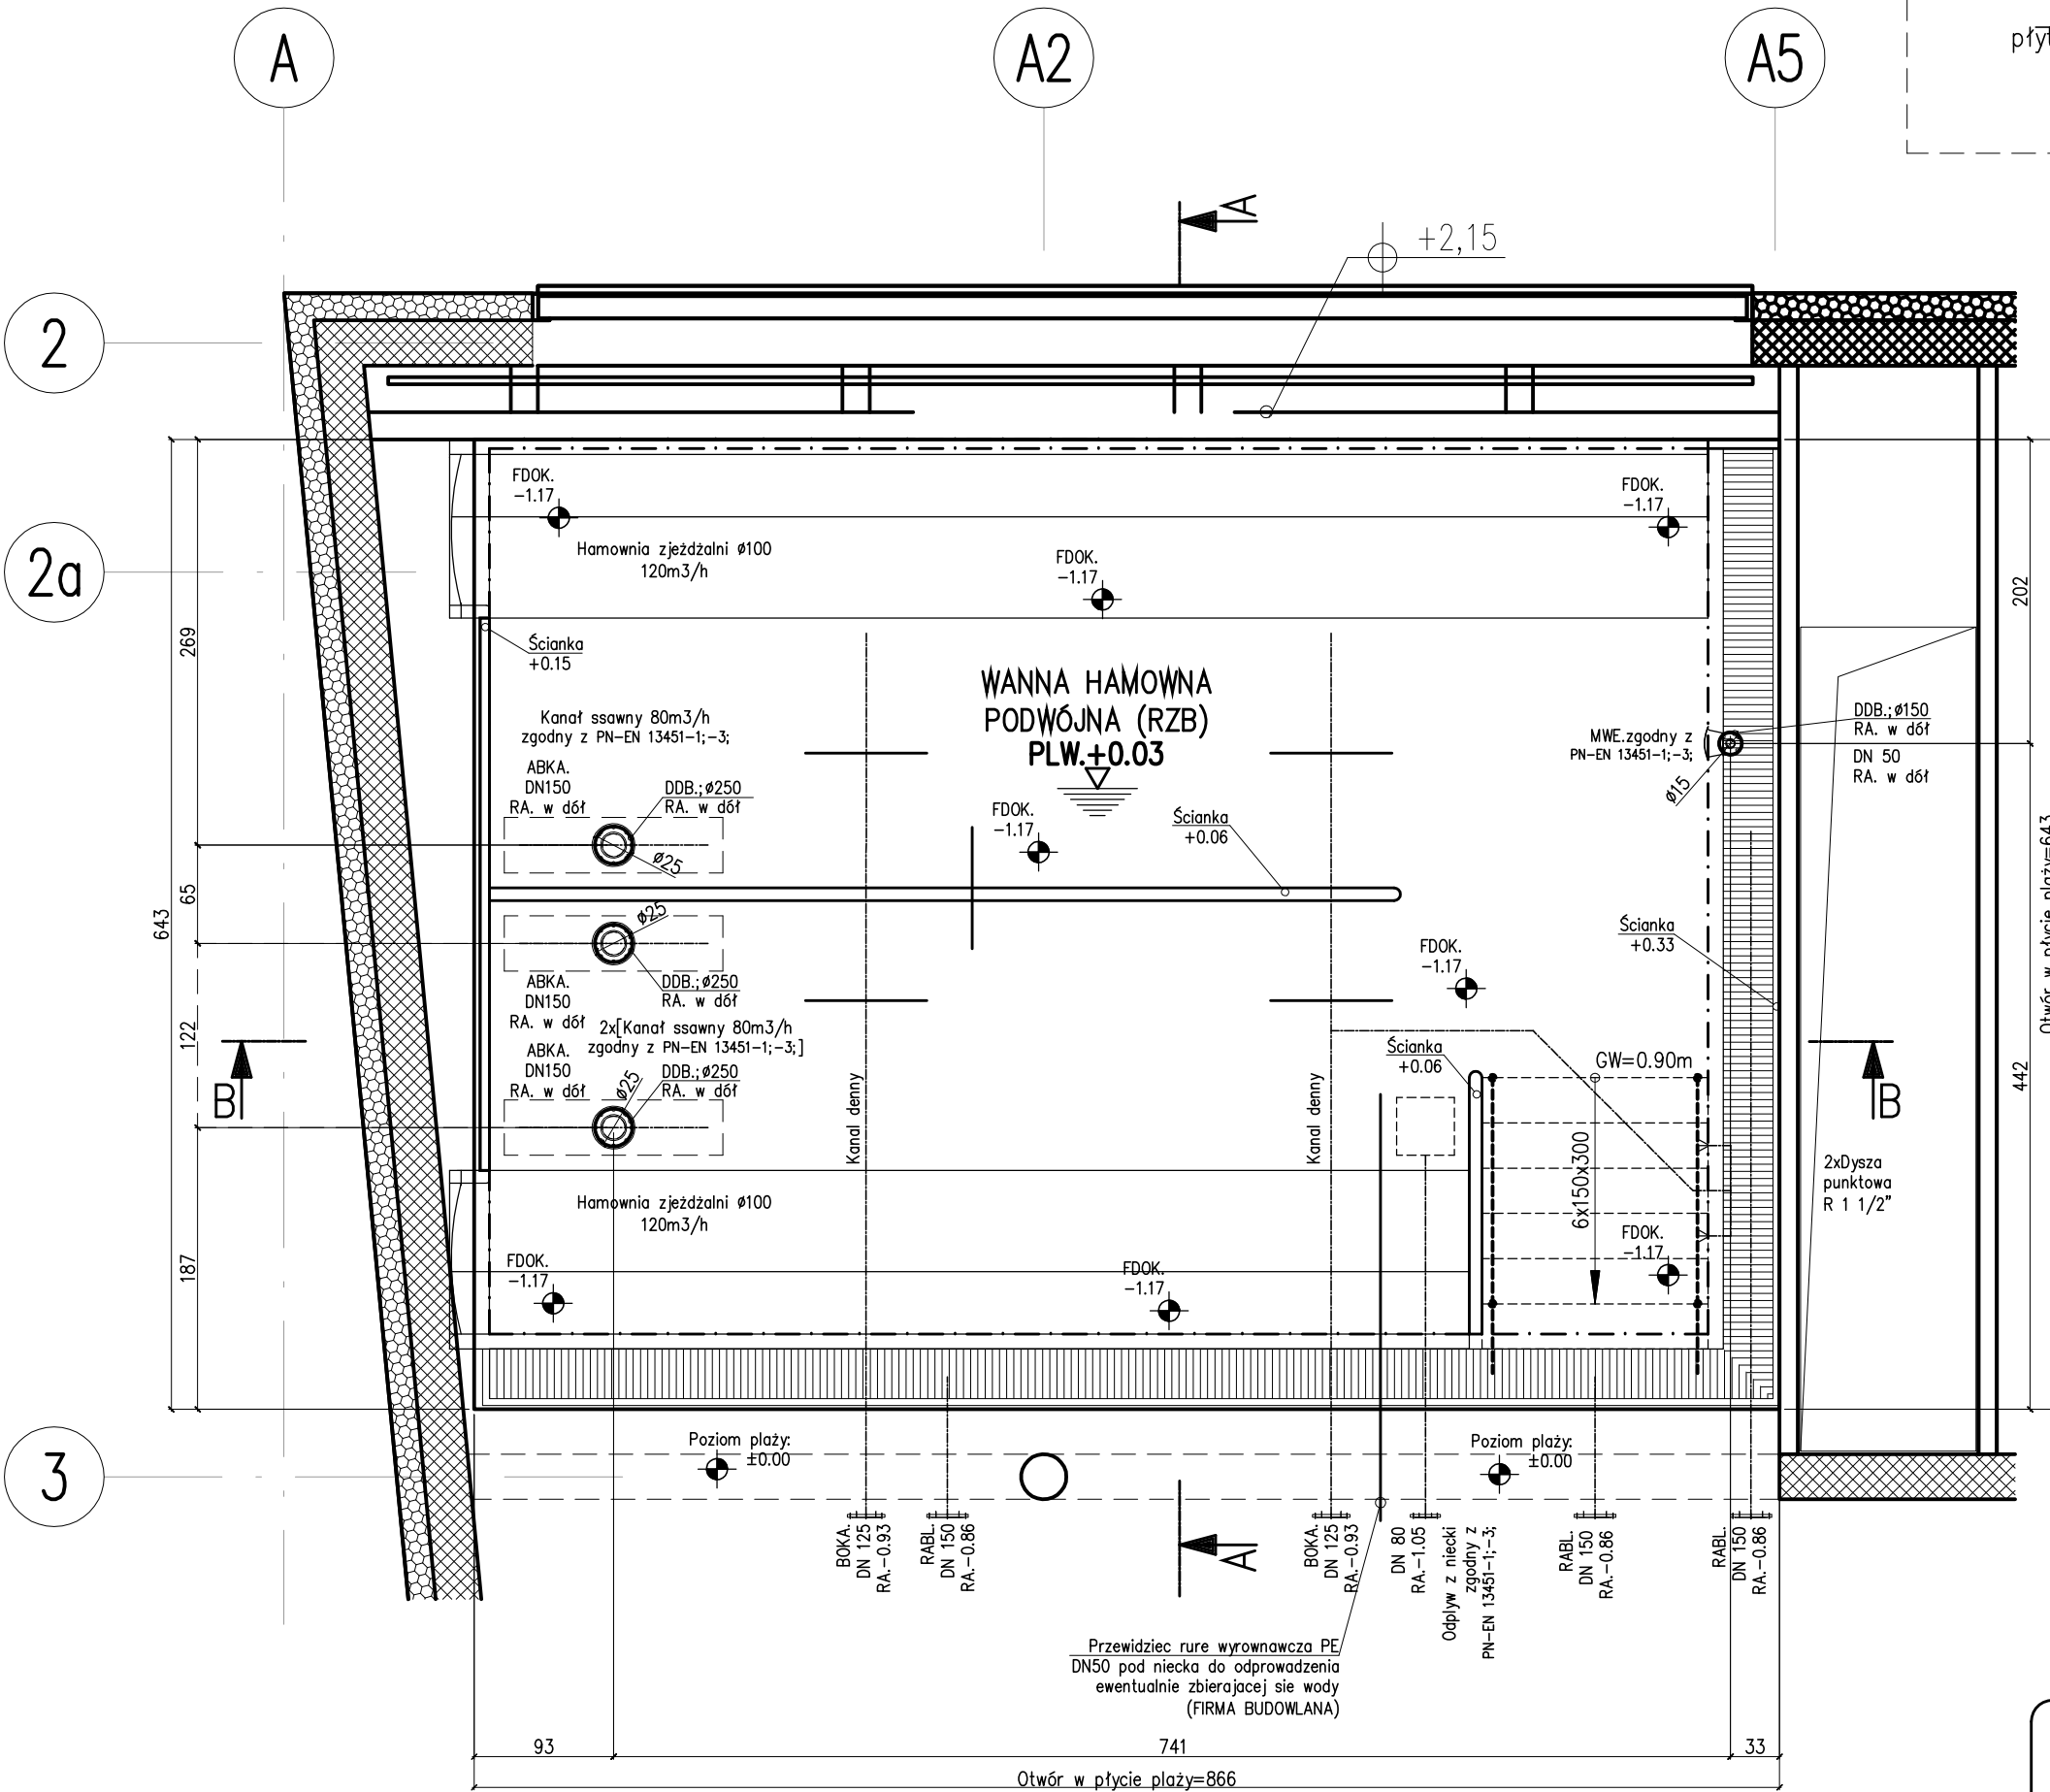 A
A2
A5
A
+2,15
2
2a
3
FDOK.
-1.17
FDOK.
-1.17
FDOK.
-1.17
Hamownia zjeżdżalni ø100
120m3/h
Ścianka
+0.15
WANNA HAMOWNA
PODWÓJNA (RZB)
PLW.+0.03
Kanał ssawny 80m3/h
zgodny z PN-EN 13451-1;-3;
ABKA.
DN150
RA. w dół
DDB.;ø250
RA. w dół
ø25
MWE.zgodny z
PN-EN 13451-1;-3;
ø15
DDB.;ø150
RA. w dół
DN 50
RA. w dół
FDOK.
-1.17
Ścianka
+0.06
ø25
ABKA.
DN150
RA. w dół
DDB.;ø250
RA. w dół
2x[Kanał ssawny 80m3/h
zgodny z PN-EN 13451-1;-3;]
ABKA.
DN150
RA. w dół
DDB.;ø250
RA. w dół
ø25
Ścianka
+0.33
FDOK.
-1.17
Ścianka
+0.06
GW=0.90m
6x150x300
Kanal denny
Kanal denny
B
B
2xDysza
punktowa
R 1 1/2"
Hamownia zjeżdżalni ø100
120m3/h
FDOK.
-1.17
FDOK.
-1.17
FDOK.
-1.17
269
65
122
187
643
202
442
Otwór w płycie plaży=643
Poziom plaży:
±0.00
Poziom plaży:
±0.00
BOKA.
DN 125
RA.-0.93
RABL.
DN 150
RA.-0.86
A
BOKA.
DN 125
RA.-0.93
DN 80
RA.-1.05
Odplyw z niecki
zgodny z
PN-EN 13451-1;-3;
RABL.
DN 150
RA.-0.86
RABL.
DN 150
RA.-0.86
Przewidziec rure wyrownawcza PE
DN50 pod niecka do odprowadzenia
ewentualnie zbierajacej sie wody
(FIRMA BUDOWLANA)
93
741
33
Otwór w płycie plaży=866